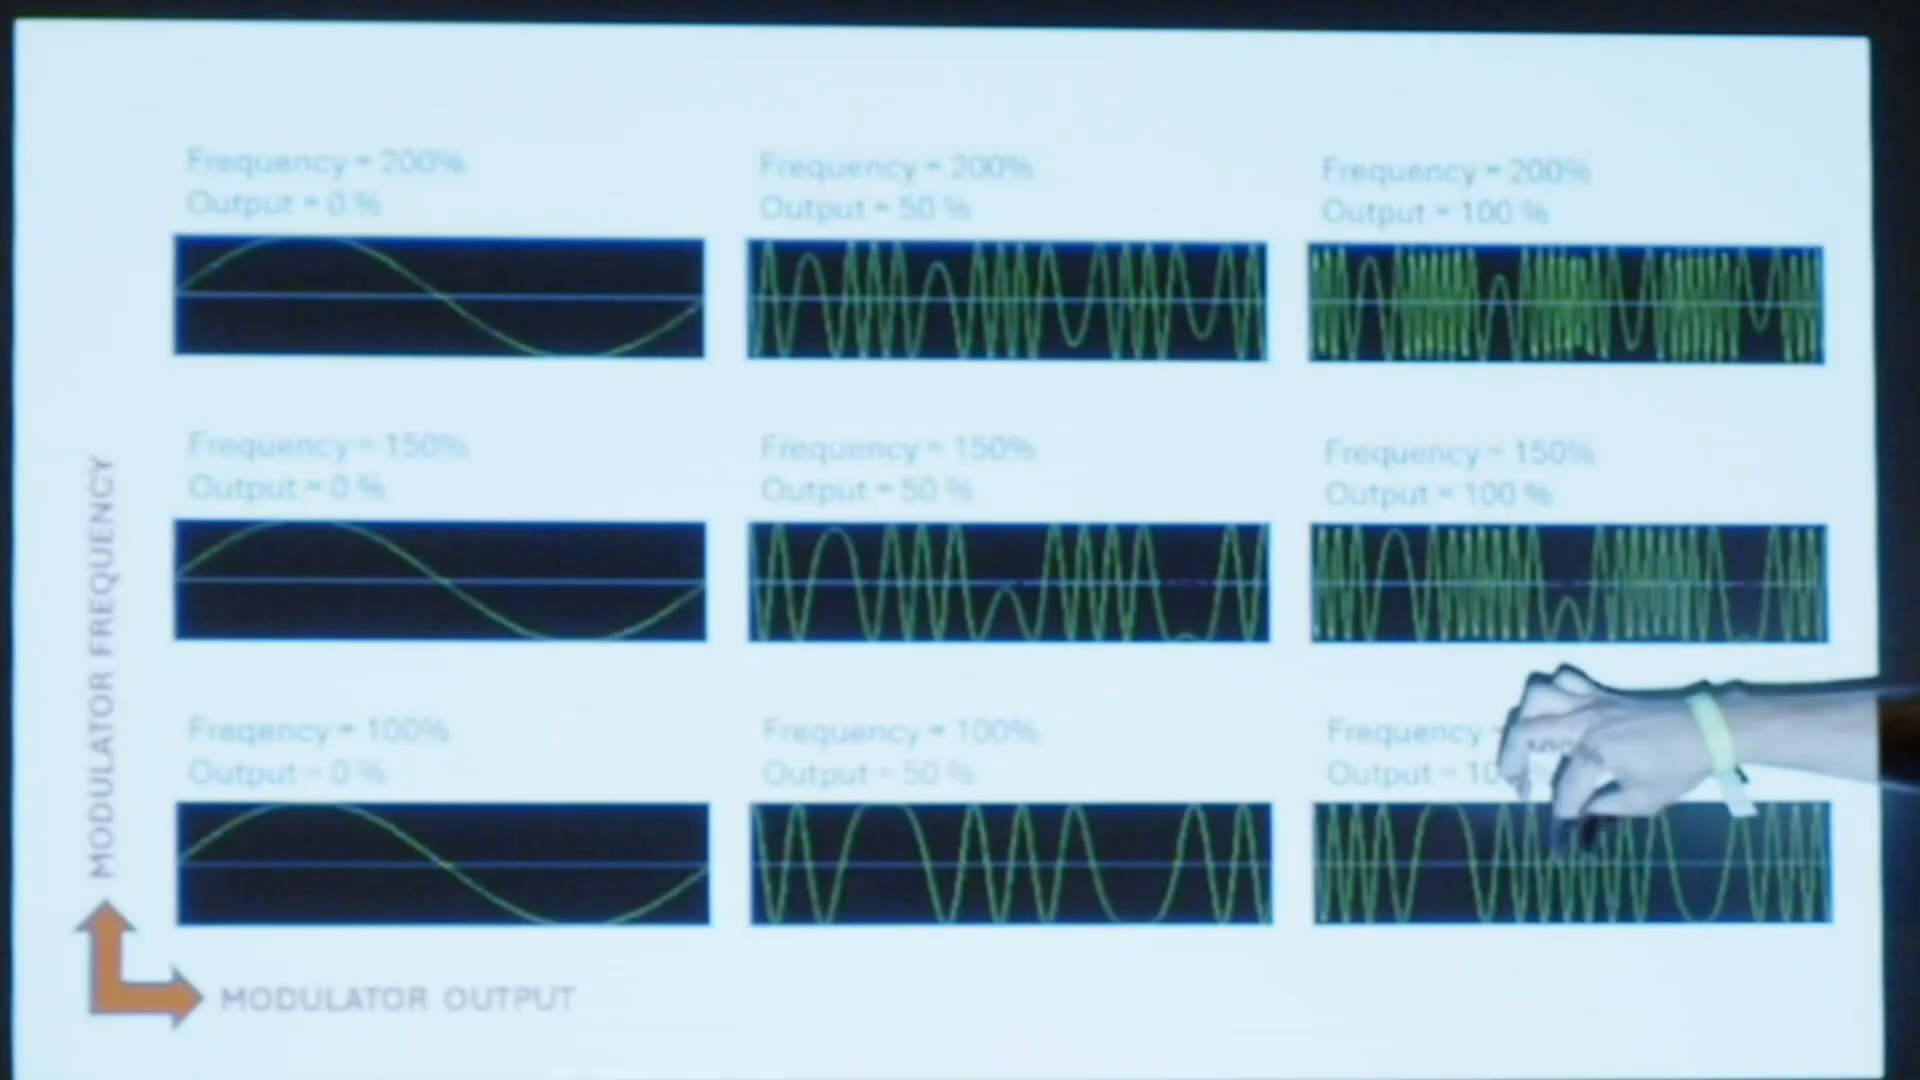 Frequency = 200%
Output = 0 %
Frequency = 200%
Output = 50 %
Frequency = 200%
Output = 100 %
Frequency = 150%
Output = 0 %
Frequency = 150%
Output = 50 %
Frequency = 150%
Output = 100 %
Freqency = 100%
Output = 0 %
Frequency = 100%
Output = 50 %
Frequency
Output = 10
MODULATOR FREQUENCY
MODULATOR OUTPUT